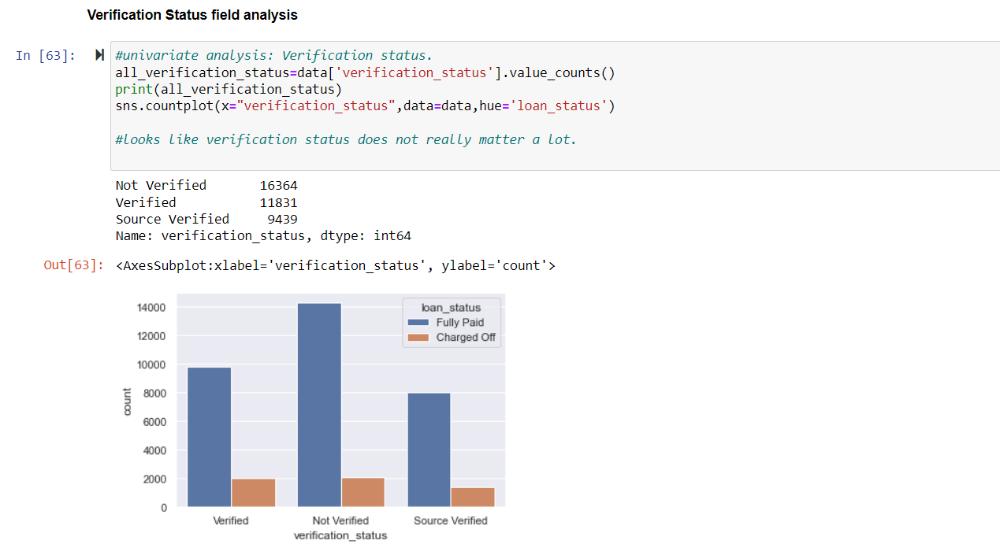 Verification Status field analysis
In [63]:
#univariate analysis: Verification status.
all_verification_status=data['verification_status'].value_counts()
print(all_verification_status)
sns.countplot(x="verification_status",data=data,hue='loan_status')
#looks like verification status does not really matter a lot.
Not Verified       16364
Verified           11831
Source Verified     9439
Name: verification_status, dtype: int64
Out[63]: <AxesSubplot:xlabel='verification_status', ylabel='count'>
loan_status
Fully Paid
Charged Off
14000
12000
10000
8000
6000
4000
2000
0
count
Verified Not Verified Source Verified
verification_status